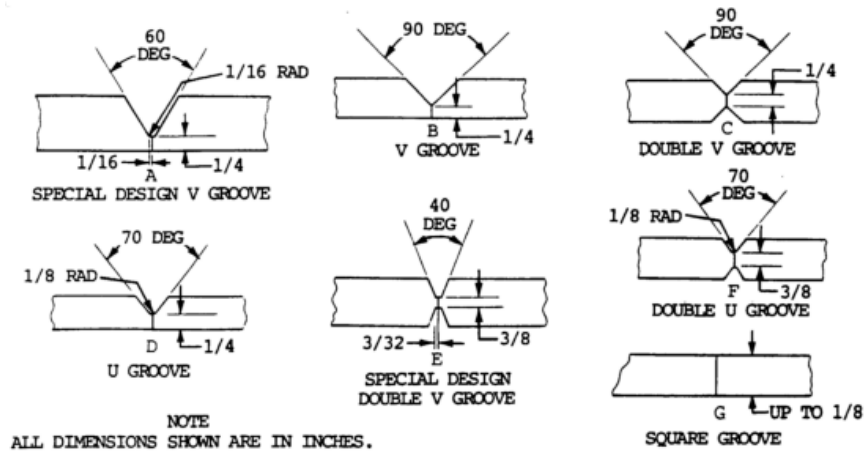 60
DEG
1/16 RAD
1/16
A
1/4
SPECIAL DESIGN V GROOVE
90
DEG
B
1/4
V GROOVE
90
DEG
1/4
C
DOUBLE V GROOVE
70 DEG
1/8 RAD
D
1/4
U GROOVE
40
DEG
3/32
E
3/8
SPECIAL DESIGN
DOUBLE V GROOVE
70
DEG
1/8 RAD
F
3/8
DOUBLE U GROOVE
G
UP TO 1/8
SQUARE GROOVE
NOTE
ALL DIMENSIONS SHOWN ARE IN INCHES.